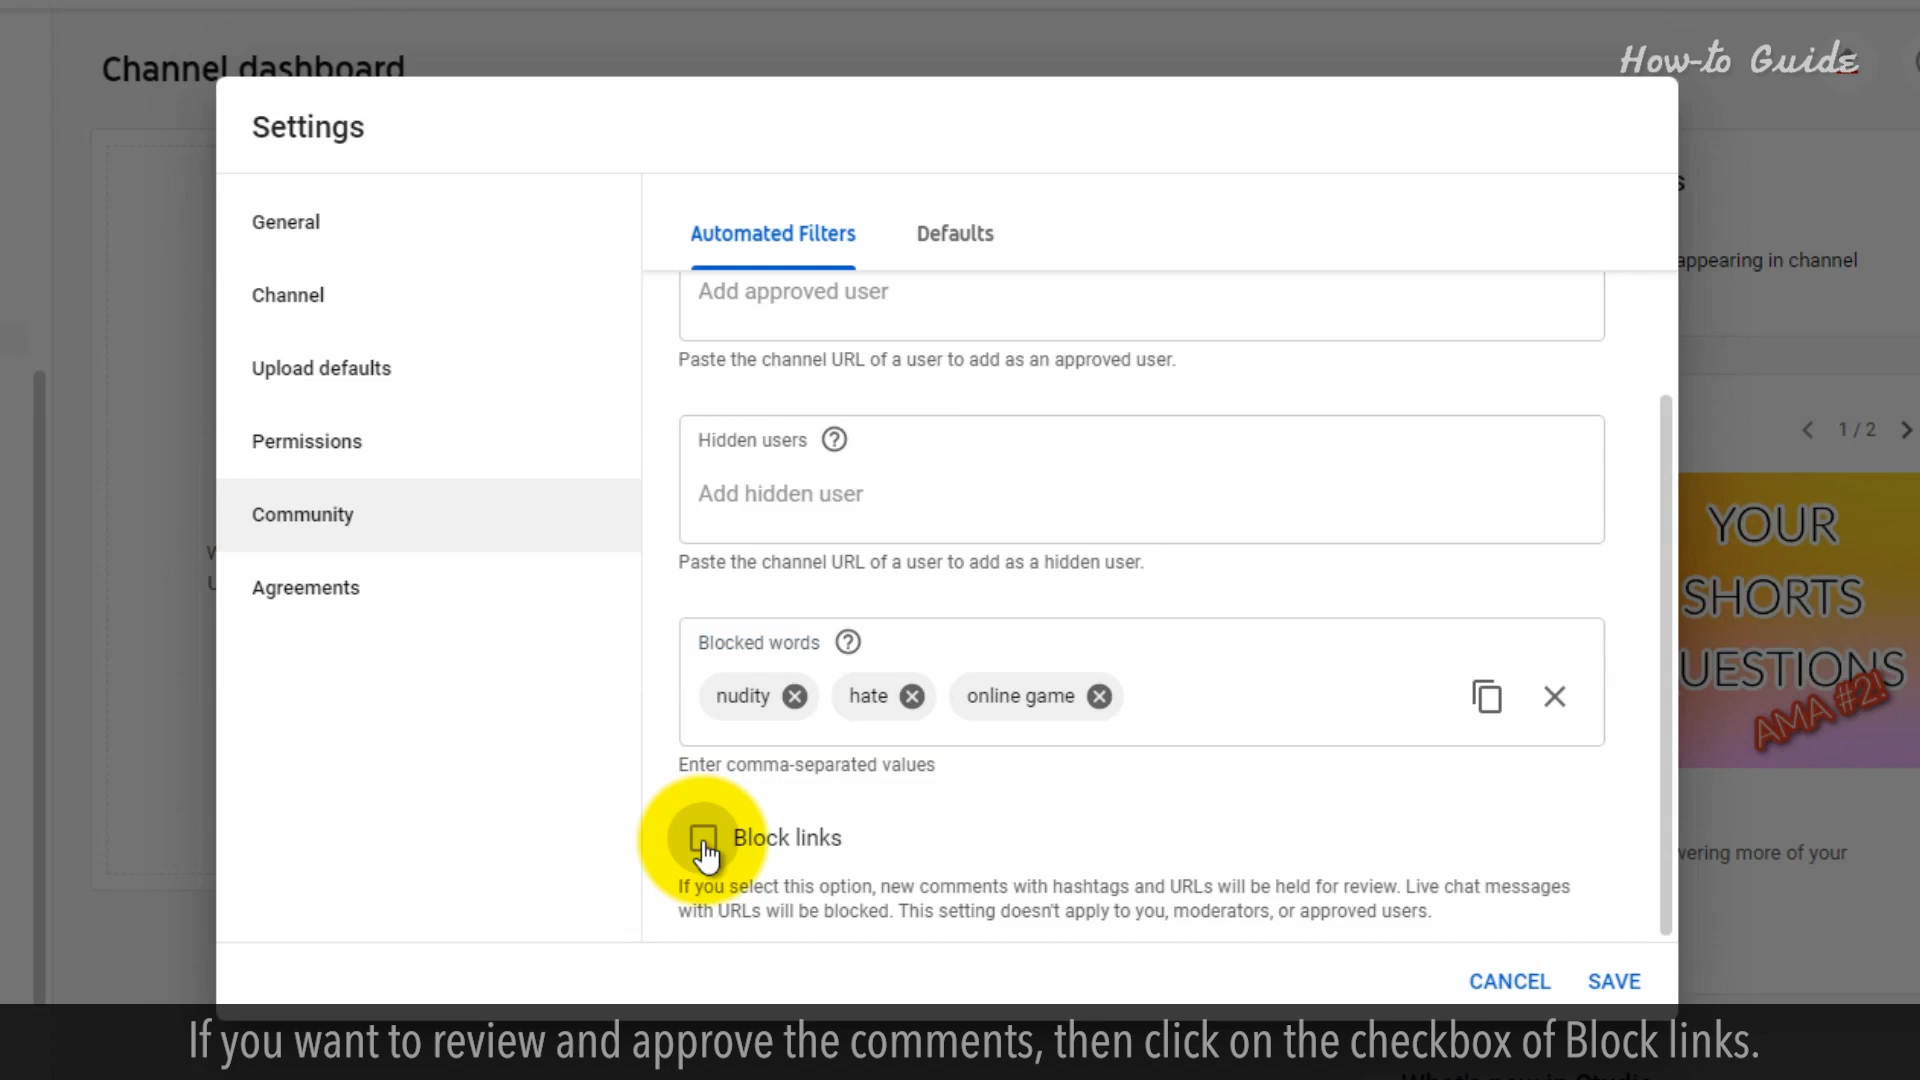 Channel dashboard
How-to Guide
Settings
General
Channel
Upload defaults
Permissions
Community
Agreements
Automated Filters
Defaults
Add approved user
Paste the channel URL of a user to add as an approved user.
Hidden users
Add hidden user
Paste the channel URL of a user to add as a hidden user.
Blocked words
nudity hate online game
Enter comma-separated values
Block links
If you select this option, new comments with hashtags and URLs will be held for review. Live chat messages
with URLs will be blocked. This setting doesn't apply to you, moderators, or approved users.
CANCEL SAVE
appearing in channel
1 / 2
YOUR
SHORTS
UESTIONS
AMA #2!
wering more of your
If you want to review and approve the comments, then click on the checkbox of Block links.